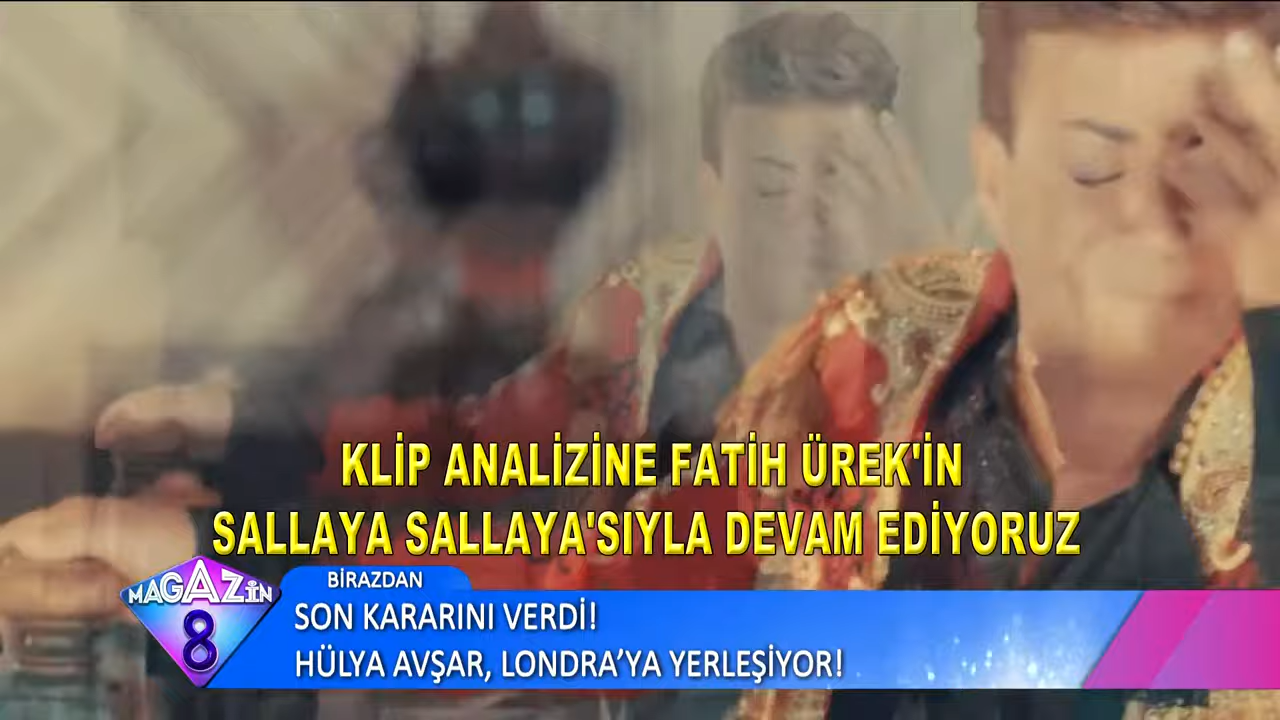 KLİP ANALİZİNE FATİH ÜREK'İN
SALLAYA SALLAYA'SIYLA DEVAM EDİYORUZ
BİRAZDAN
MAGAZİN
8
SON KARARINI VERDİ!
HÜLYA AVŞAR, LONDRA’YA YERLEŞİYOR!